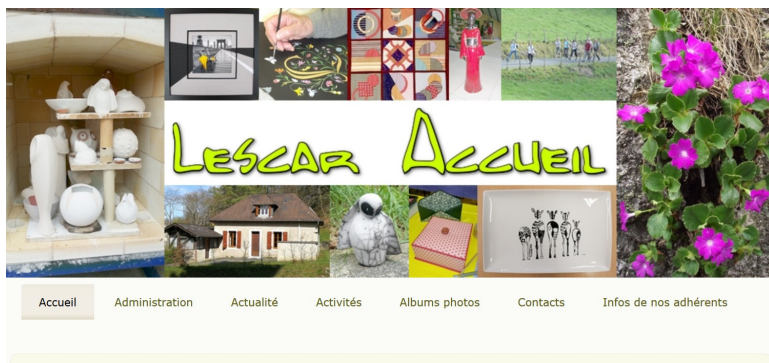 Lescar Accueil
Accueil Administration Actualité Activités Albums photos Contacts Infos de nos adhérents